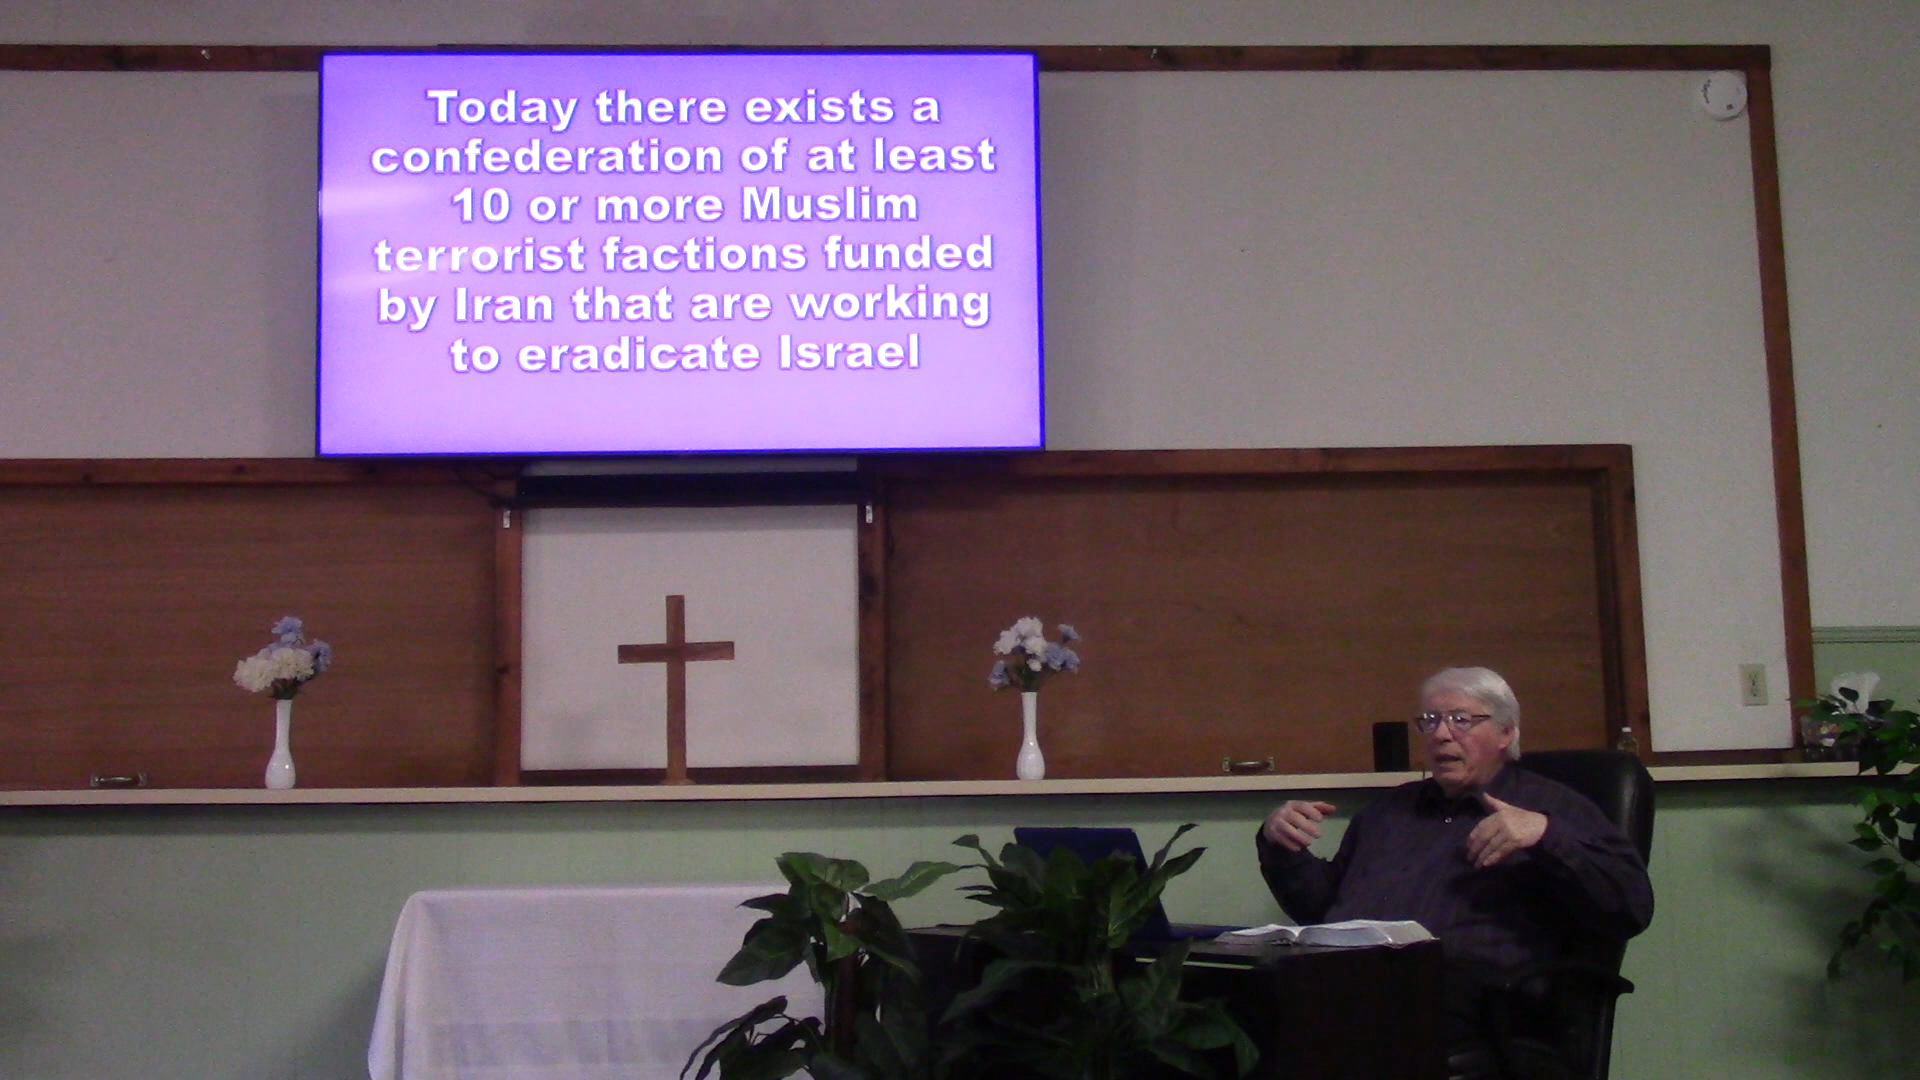 Today there exists a
confederation of at least
10 or more Muslim
terrorist factions funded
by Iran that are working
to eradicate Israel